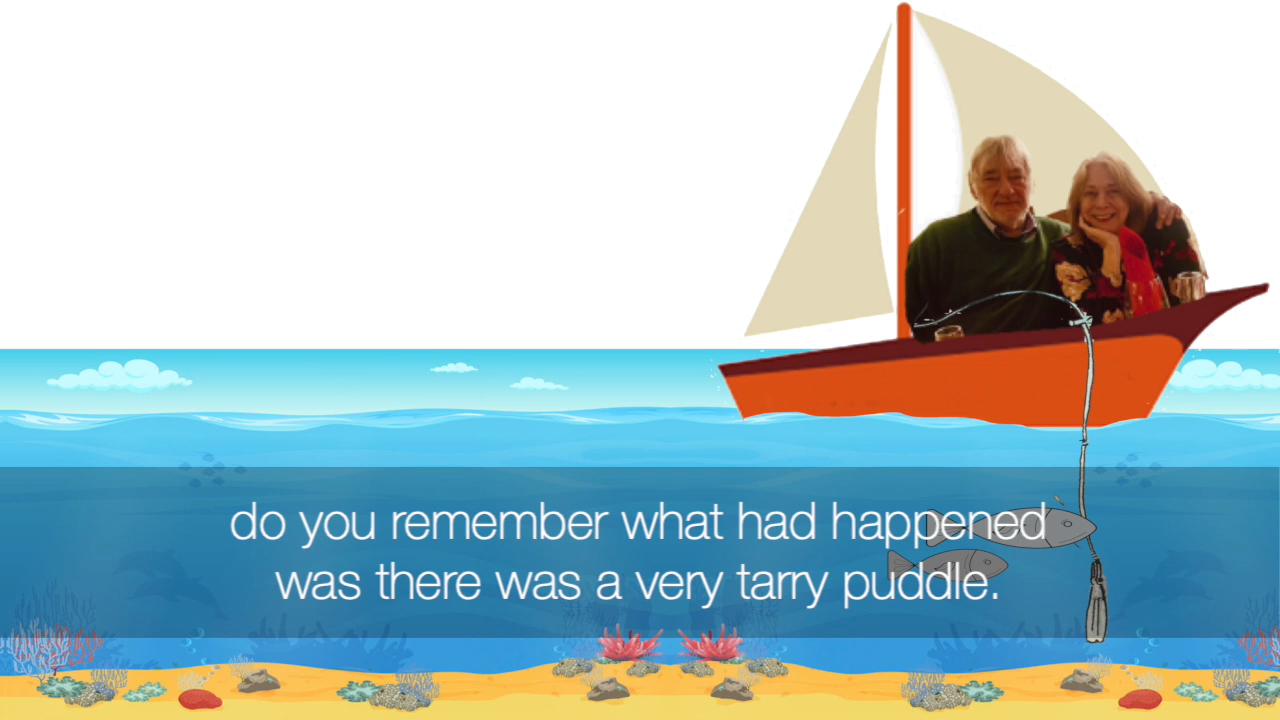 do you remember what had happened
was there was a very tarry puddle.